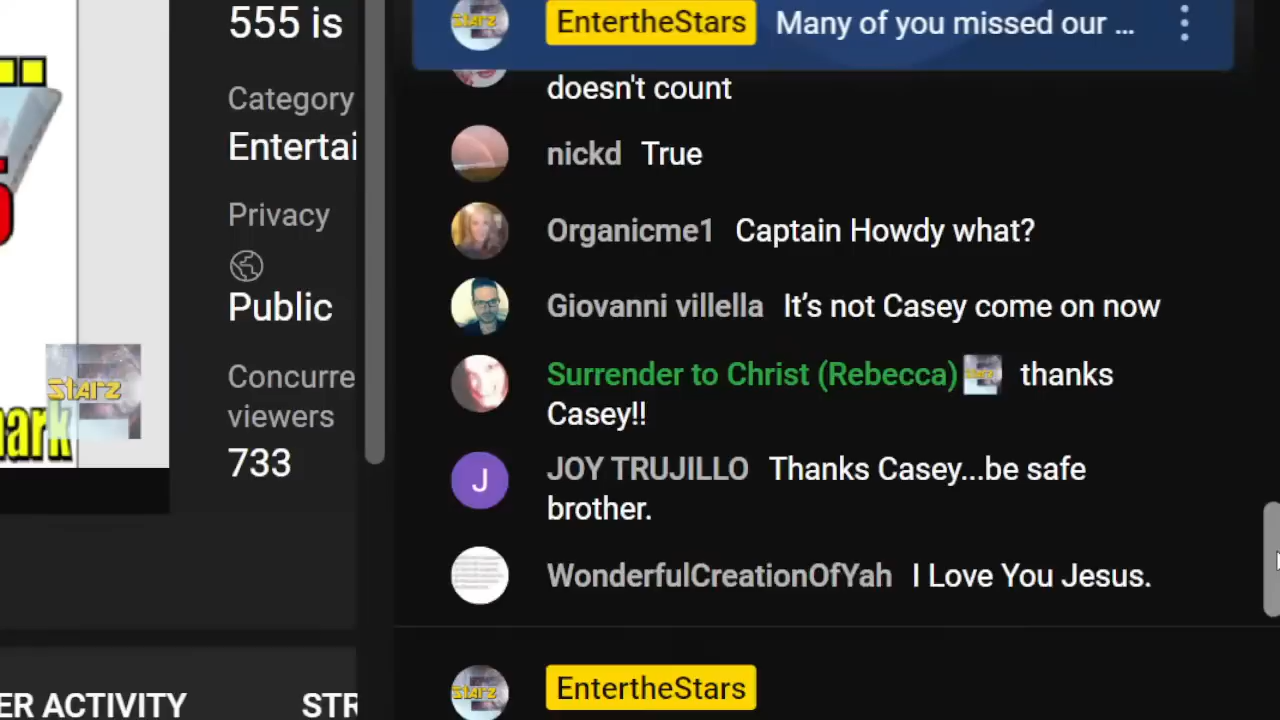 555 is
Category
Entertai
Privacy
Public
Concurre
viewers
733
ark
Starz
ER ACTIVITY
STR
EntertheStars Many of you missed our ...
doesn't count
nickd True
Organicme1 Captain Howdy what?
Giovanni villella It’s not Casey come on now
Surrender to Christ (Rebecca) thanks
Casey!!
JOY TRUJILLO Thanks Casey...be safe
brother.
J
WonderfulCreationOfYah I Love You Jesus.
EntertheStars